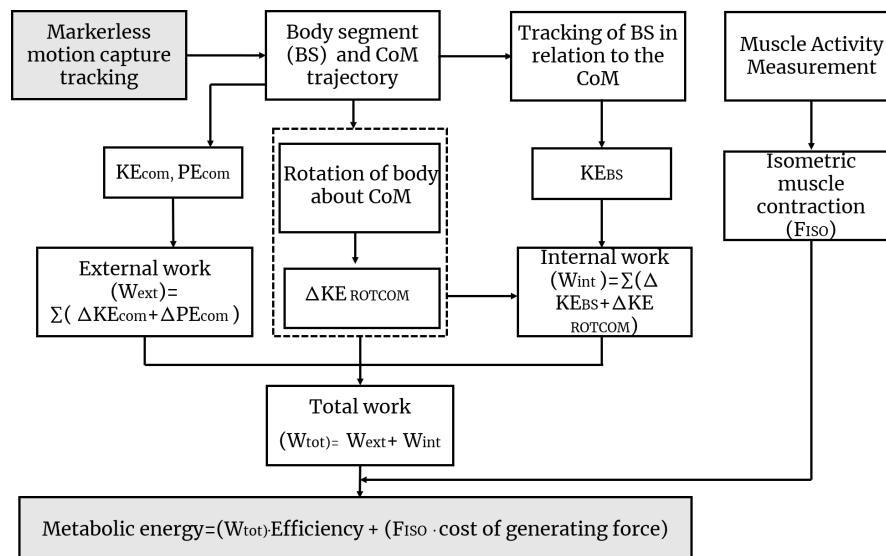 Markerless
motion capture
tracking
Body segment
(BS) and CoM
trajectory
Tracking of BS in
relation to the
CoM
Muscle Activity
Measurement
KEcom, PEcom
Rotation of body
about CoM
KEBS
Isometric
muscle
contraction
(FISO)
External work
(Wext)=
∑( ΔKEcom+ΔPEcom )
ΔKE ROTCOM
Internal work
(Wint )=∑(Δ
KEBS+ΔKE
ROTCOM)
Total work
(Wtot)= Wext+ Wint
Metabolic energy=(Wtot)·Efficiency + (FISO · cost of generating force)